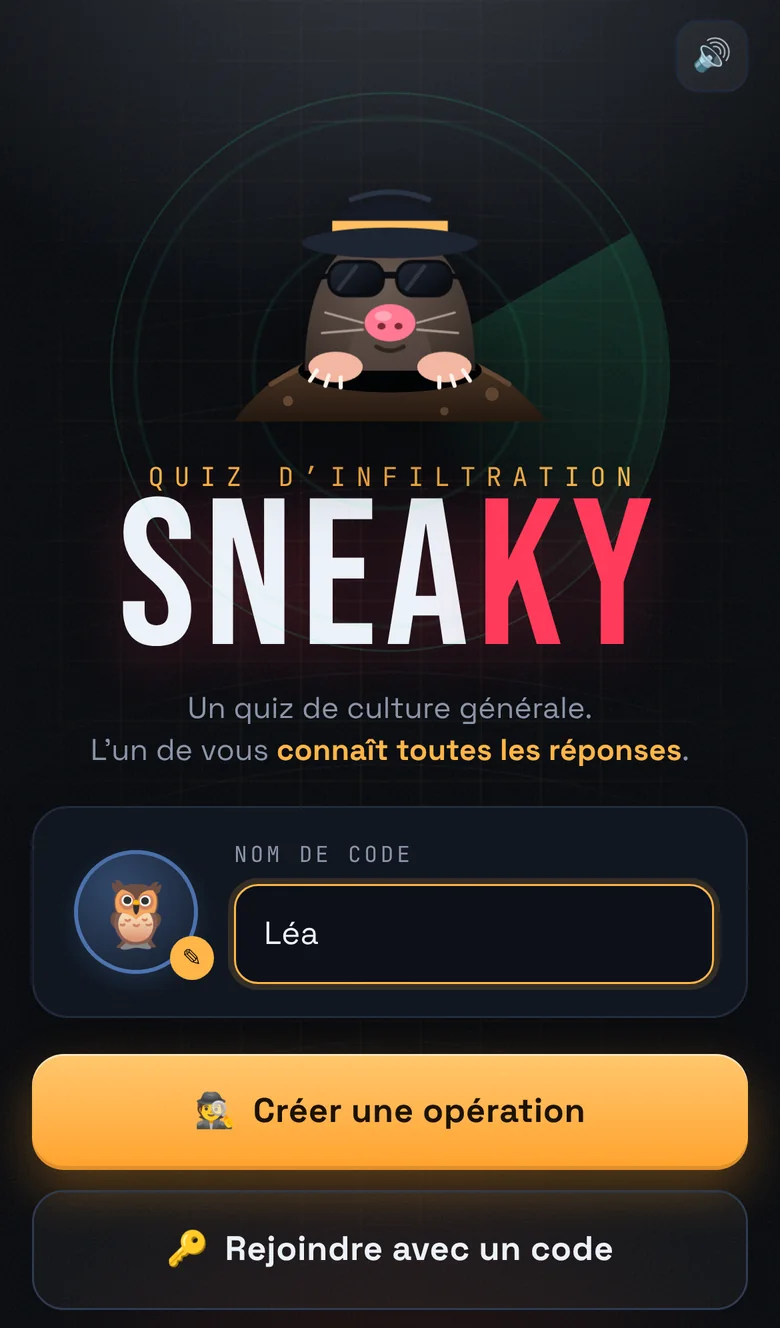 QUIZ D’INFILTRATION
SNEAKY
Un quiz de culture générale.
L’un de vous connaît toutes les réponses.
NOM DE CODE
Léa
Créer une opération
Rejoindre avec un code